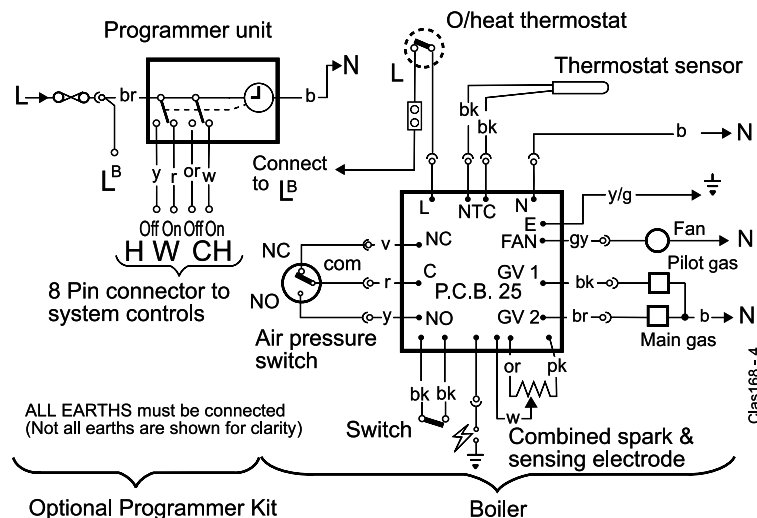 Programmer unit
O/heat thermostat
Thermostat sensor
L br b N
L
bk
bk
b N
L B
y r or w
Connect
to L B
Off On Off On
H W CH
8 Pin connector to
system controls
L NTC N
E y/g
FAN gy Fan N
NC v NC
com
C r
NO
y NO
Air pressure
switch
P.C.B. 25
GV 1 bk Pilot gas
GV 2 br b N
Main gas
bk bk
or pk
w
Switch
Combined spark &
sensing electrode
ALL EARTHS must be connected
(Not all earths are shown for clarity)
Optional Programmer Kit
Boiler
Clas168 - 4